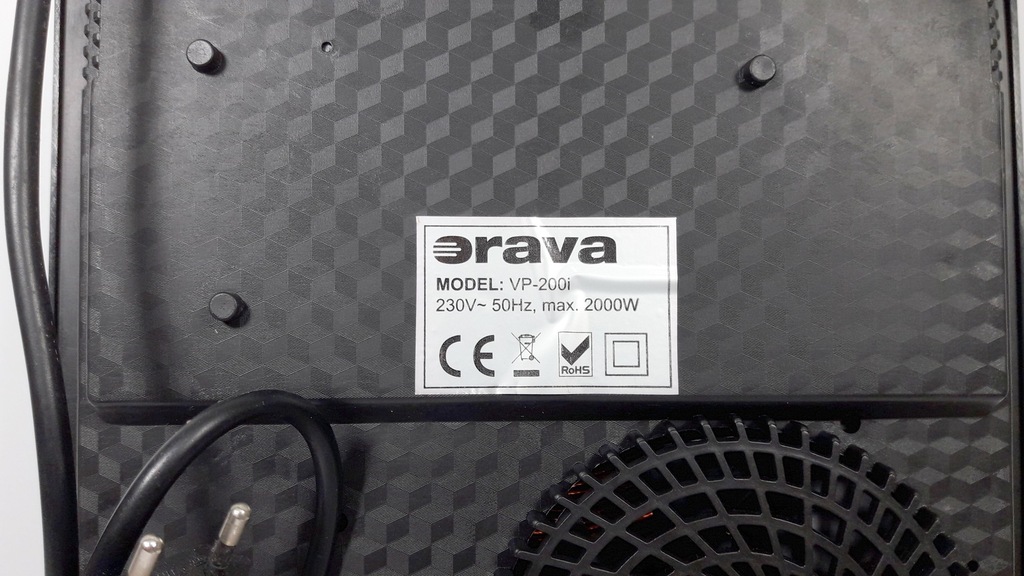 orava
MODEL: VP-200i
230V~ 50Hz, max. 2000W
CE
RoHS